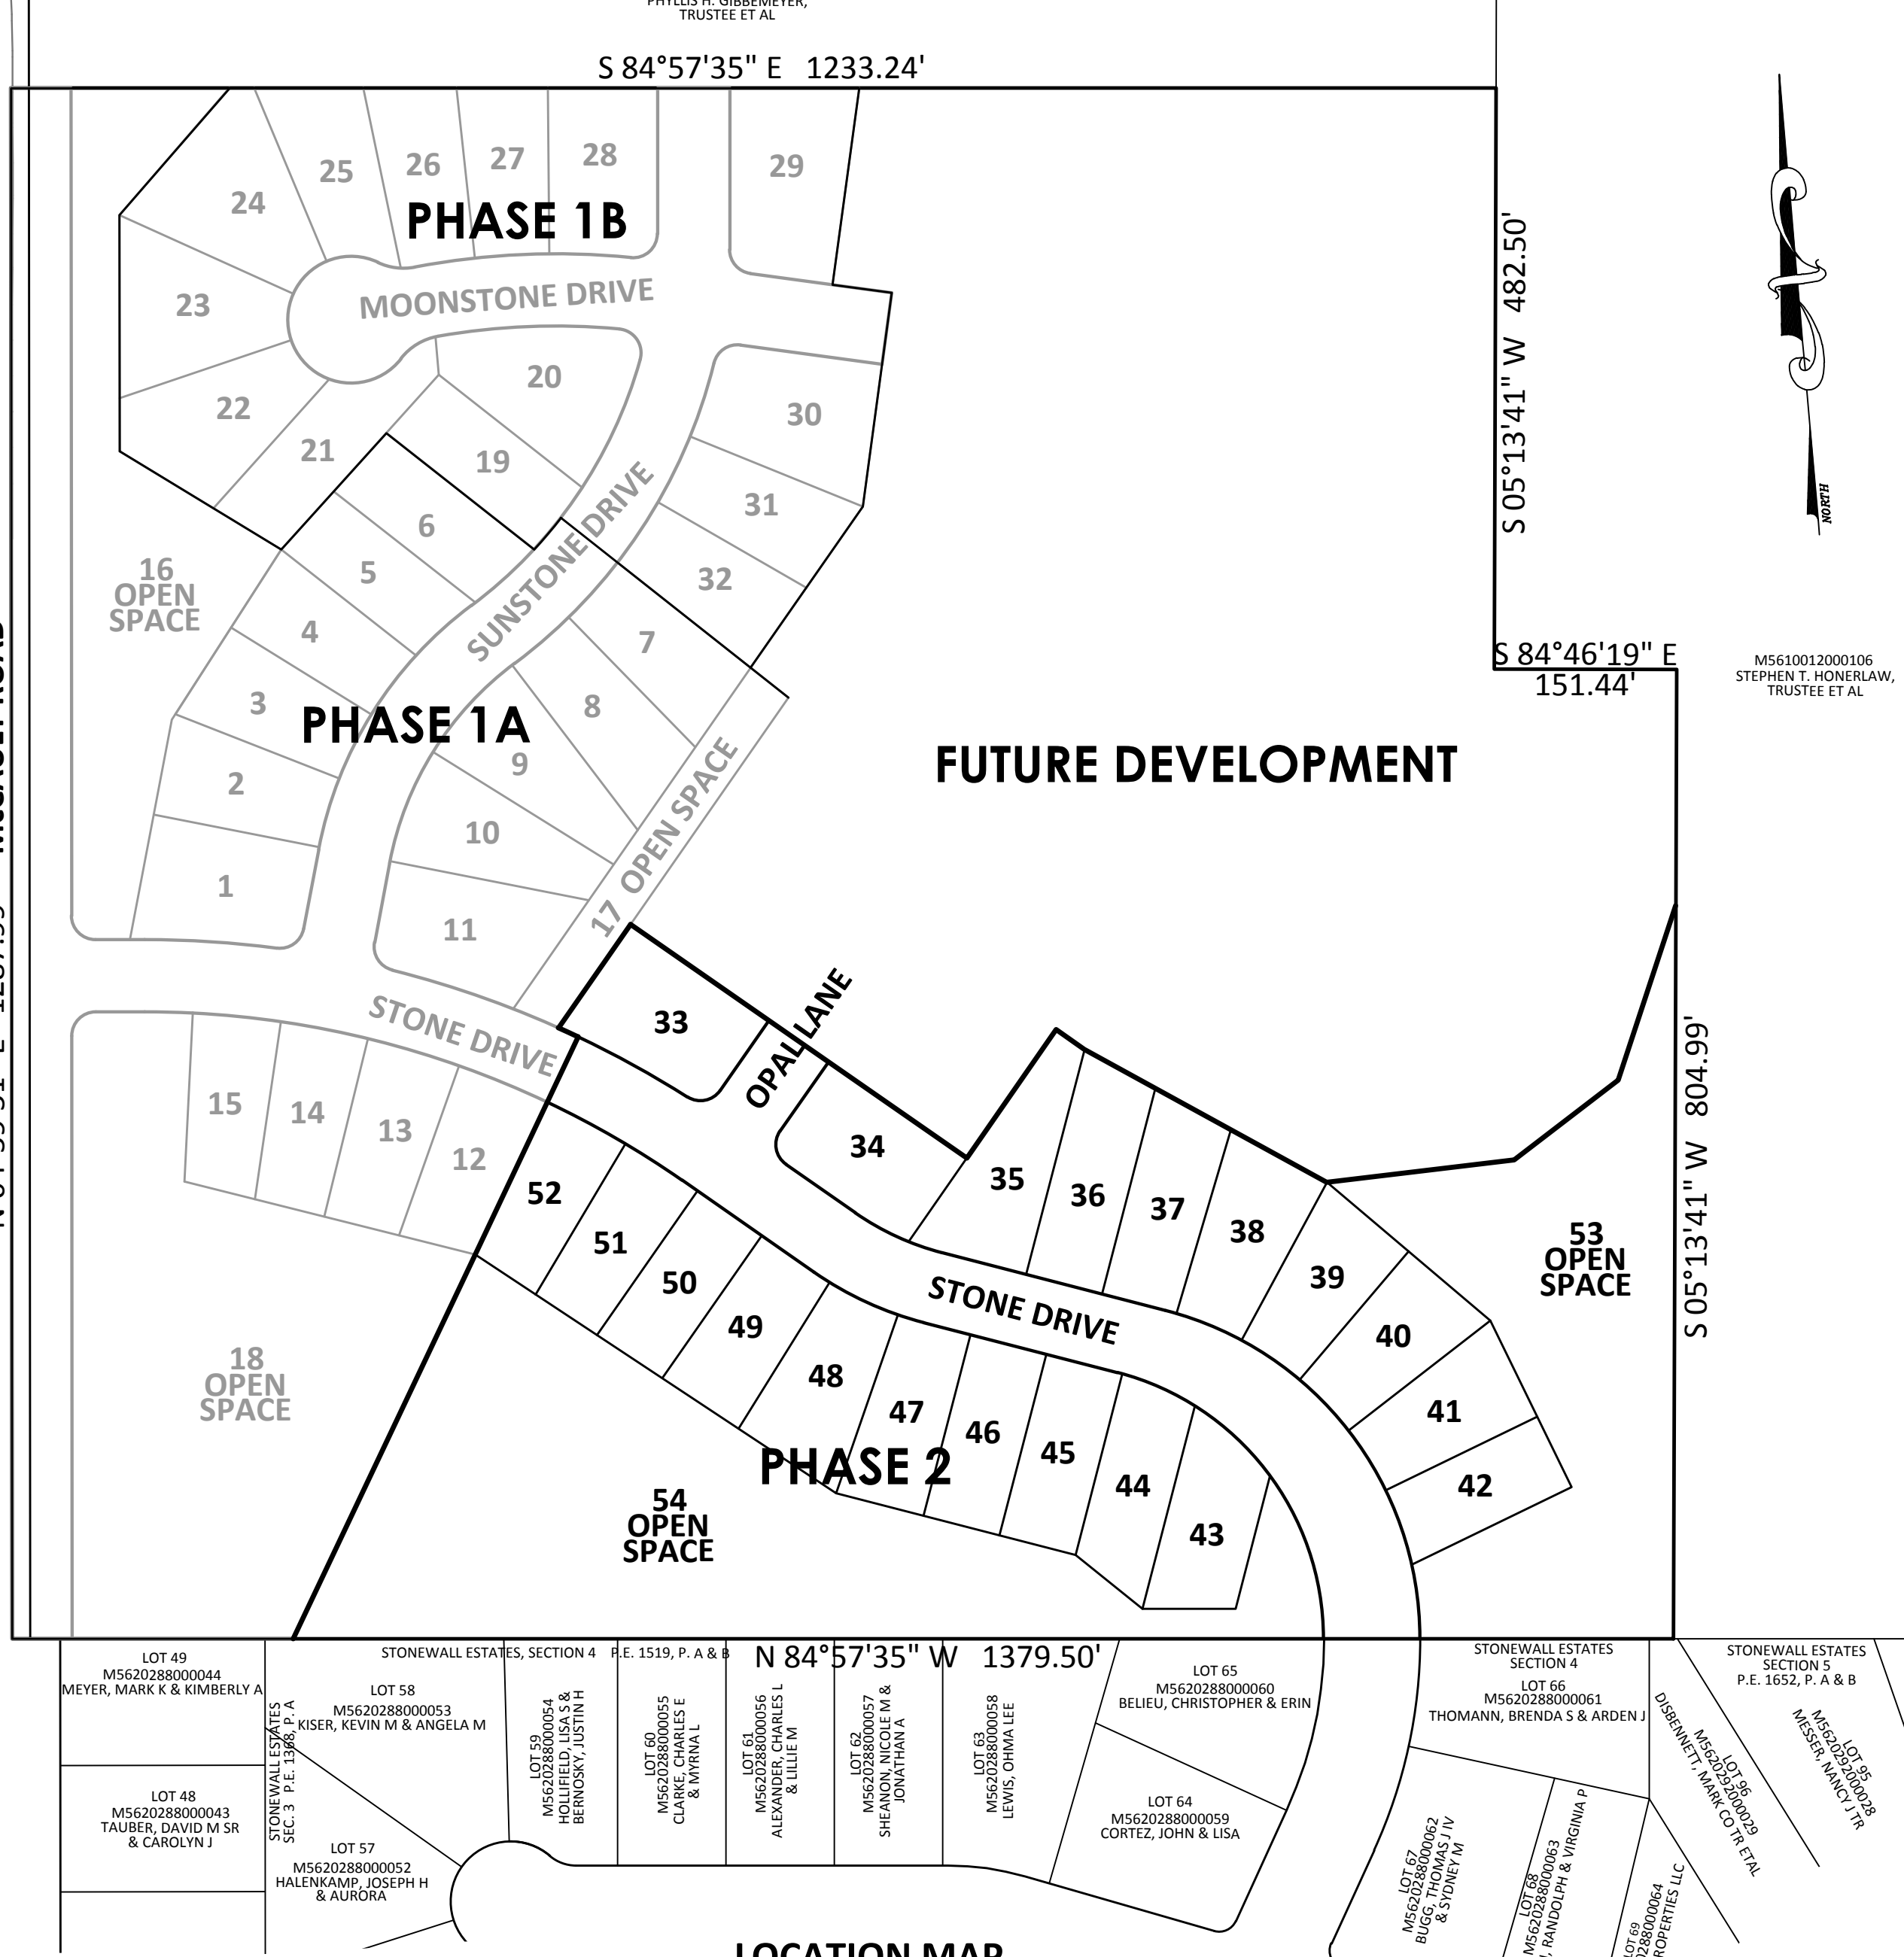 PHYLLIS H. GIBBEMEYER,
TRUSTEE ET AL
S 84°57'35" E 1233.24'
25
26
27
28
29
24
PHASE 1B
23
MOONSTONE DRIVE
20
22
30
21
19
31
6
5
32
16
OPEN
SPACE
SUNSTONE DRIVE
4
7
3
8
PHASE 1A
9
2
10
1
11
17 OPEN SPACE
S 05°13'41" W 482.50'
NORTH
S 84°46'19" E
151.44'
M5610012000106
STEPHEN T. HONERLAW,
TRUSTEE ET AL
FUTURE DEVELOPMENT
STONE DRIVE
33
OPAL LANE
34
15
14
13
12
52
51
50
49
48
47
46
45
44
43
35
36
37
38
39
40
41
42
STONE DRIVE
53
OPEN
SPACE
S 05°13'41" W 804.99'
18
OPEN
SPACE
PHASE 2
54
OPEN
SPACE
N 84°57'35" W 1379.50'
STONEWALL ESTATES, SECTION 4 P.E. 1519, P. A & B
LOT 49
M5620288000044
MEYER, MARK K & KIMBERLY A
LOT 48
M5620288000043
TAUBER, DAVID M SR
& CAROLYN J
STONEWALL ESTATES
SEC. 3 P.E. 1368, P. A
LOT 58
M5620288000053
KISER, KEVIN M & ANGELA M
LOT 57
M5620288000052
HALENKAMP, JOSEPH H
& AURORA
LOT 59
M5620288000054
HOLLIFIELD, LISA S &
BERNOSKY, JUSTIN H
LOT 60
M5620288000055
CLARKE, CHARLES E
& MYRNA L
LOT 61
M5620288000056
ALEXANDER, CHARLES L
& LILLIE M
LOT 62
M5620288000057
SHEANON, NICOLE M &
JONATHAN A
LOT 63
M5620288000058
LEWIS, OHMA LEE
LOT 65
M5620288000060
BELIEU, CHRISTOPHER & ERIN
LOT 64
M5620288000059
CORTEZ, JOHN & LISA
STONEWALL ESTATES
SECTION 4
LOT 66
M5620288000061
THOMANN, BRENDA S & ARDEN J
STONEWALL ESTATES
SECTION 5
P.E. 1652, P. A & B
LOT 67
M5620288000062
BUGG, THOMAS J IV
& SYDNEY M
LOT 68
M5620288000063
RANDOLPH & VIRGINIA P
LOT 69
ROPERTIES LLC
LOT 96
M5620292000029
DISBENNETT, MARK CO TR ETAL
LOT 95
M5620292000028
MESSER, NANCY J TR
LOCATION MAP